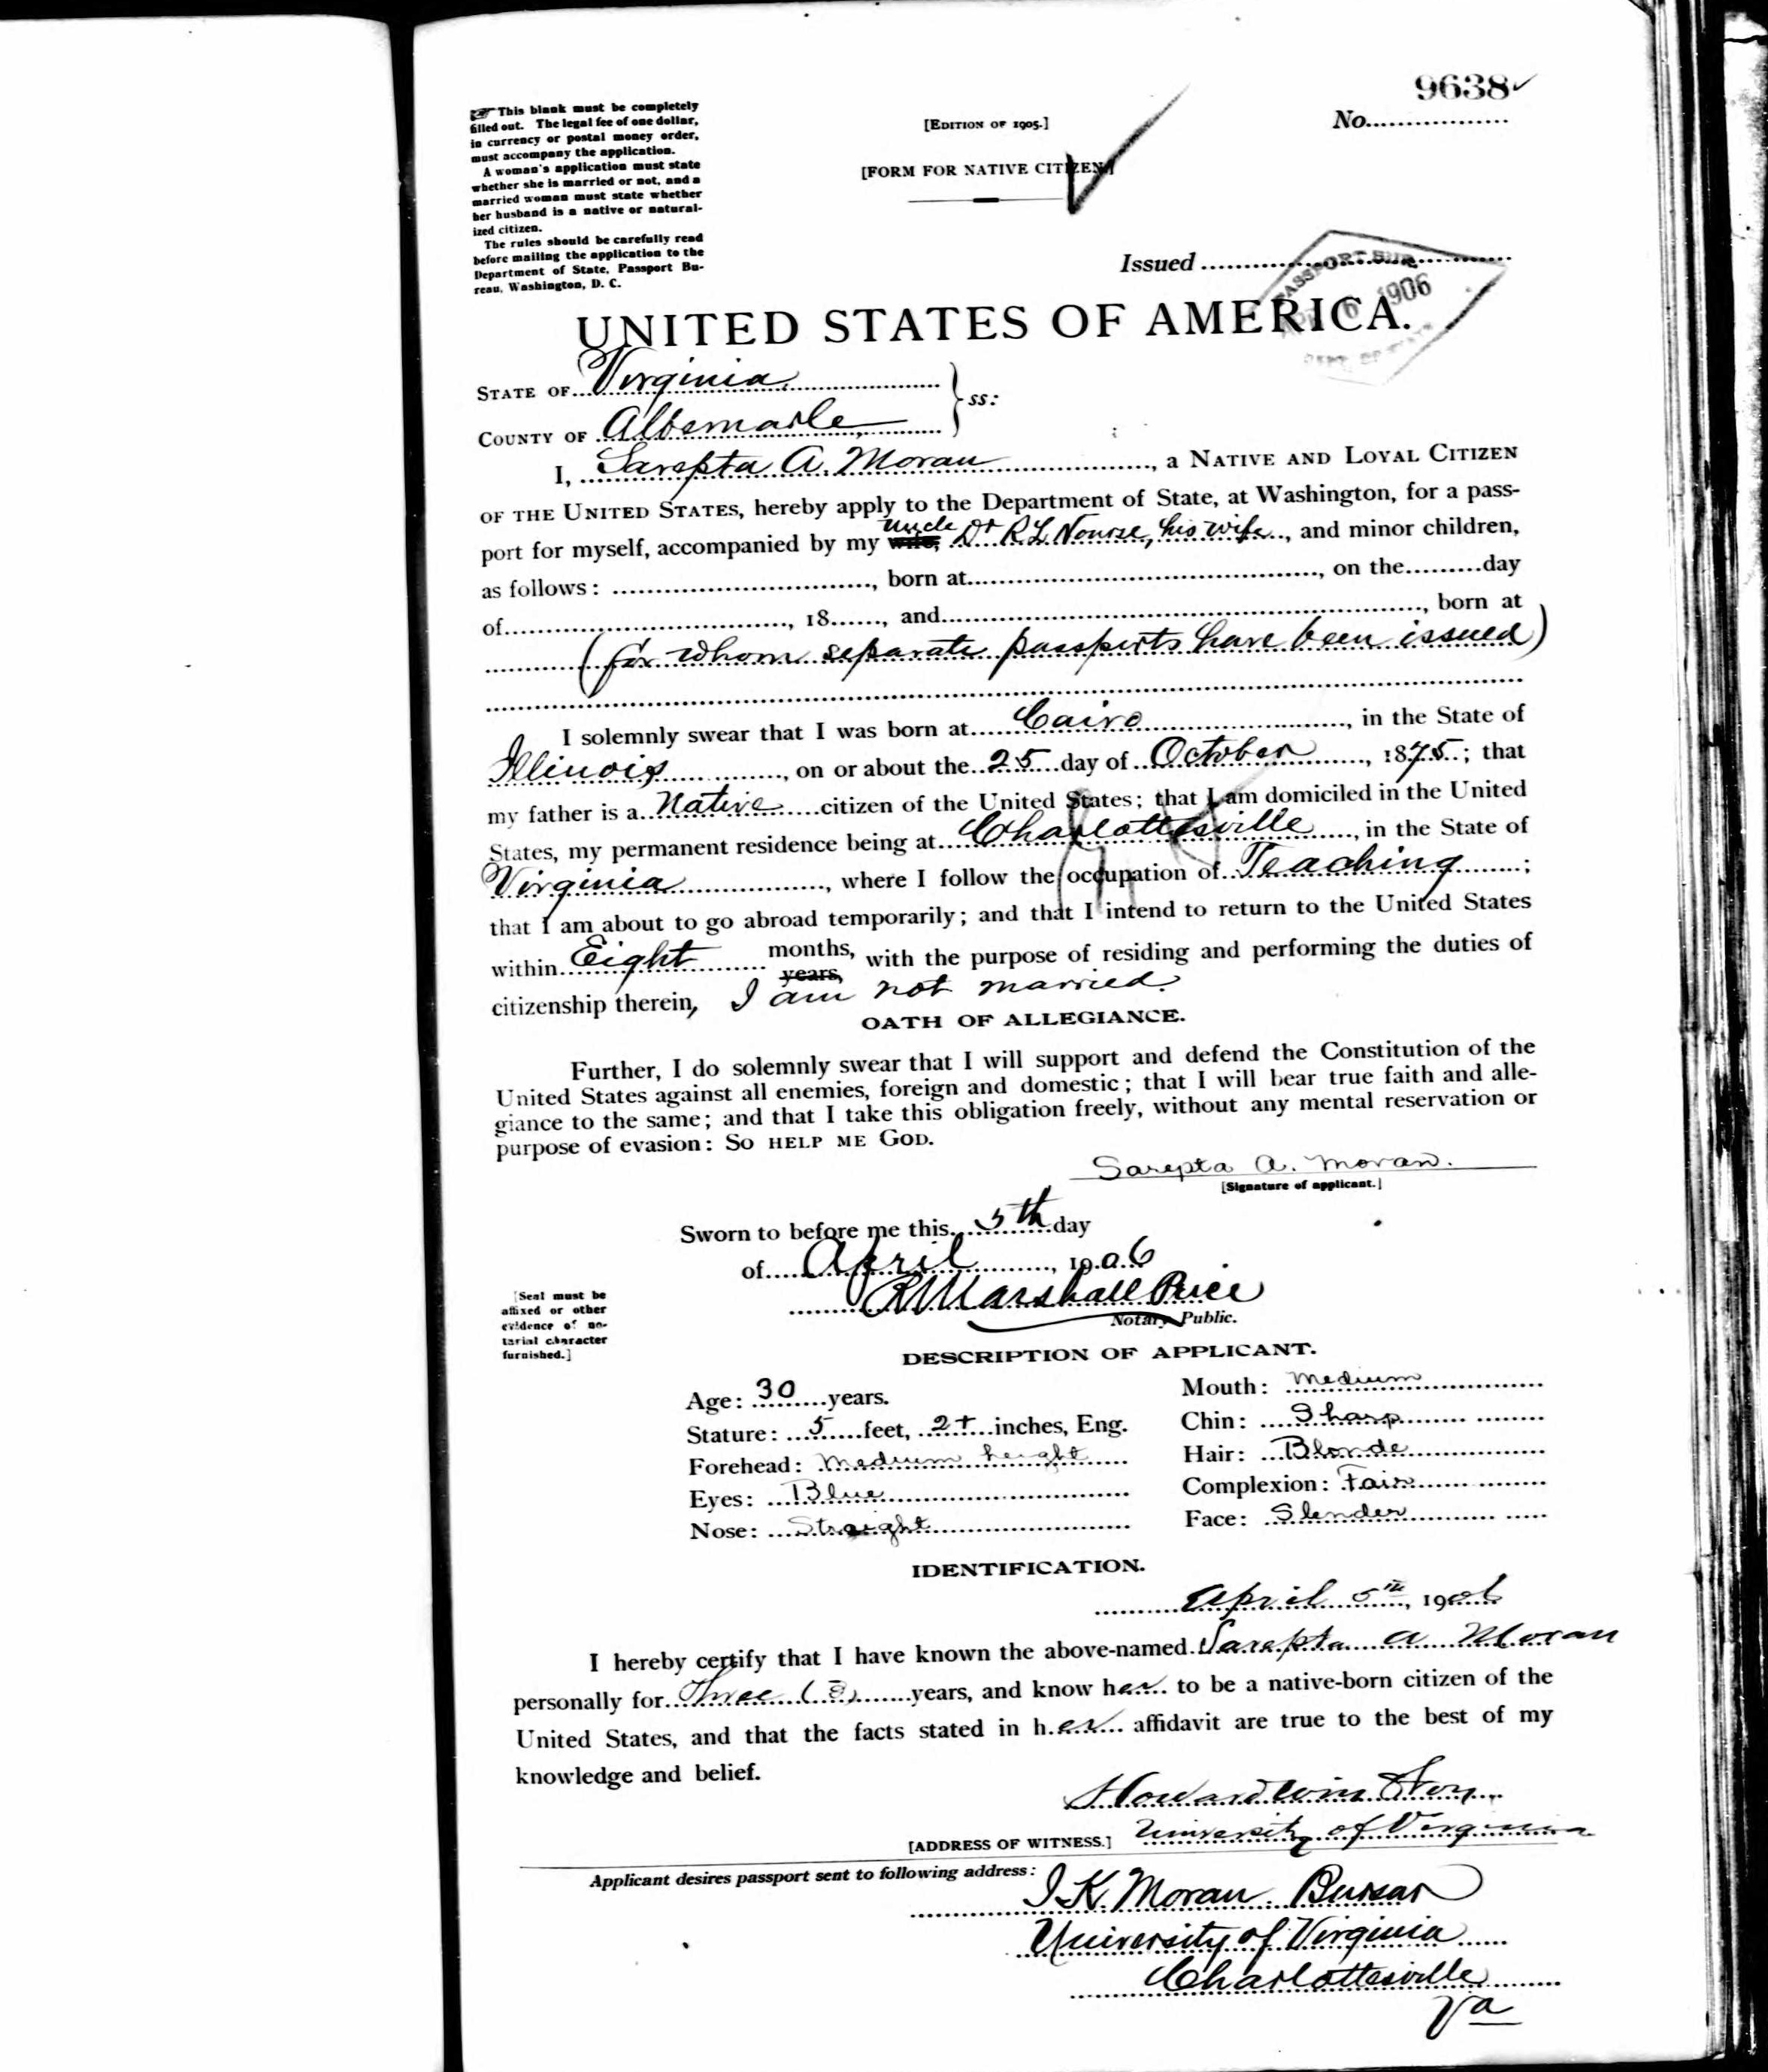 9638
No.
☞ This blank must be completely
filled out. The legal fee of one dollar,
in currency or postal money order,
must accompany the application.
A woman's application must state
whether she is married or not, and a
married woman must state whether
her husband is a native or natural-
ized citizen.
The rules should be carefully read
before mailing the application to the
Department of State, Passport Bu-
reau, Washington, D. C.
[EDITION OF 1905.]
[FORM FOR NATIVE CITIZEN.]
Issued
PASSPORT BUR
6 1906
DEPT. OF STATE
UNITED STATES OF AMERICA.
STATE OF Virginia
COUNTY OF Albemarle
ss:
I, Sarepta A. Moran, a NATIVE AND LOYAL CITIZEN
OF THE UNITED STATES, hereby apply to the Department of State, at Washington, for a pass-
port for myself, accompanied by my wife, uncle Dr R L Nourse, his wife, and minor children,
as follows: , born at , on the day
of , 18 , and , born at
(for whom separate passports have been issued)
I solemnly swear that I was born at Cairo, in the State of
Illinois, on or about the 25 day of October, 1875; that
my father is a Native citizen of the United States; that I am domiciled in the United
States, my permanent residence being at Charlottesville, in the State of
Virginia, where I follow the occupation of Teaching;
that I am about to go abroad temporarily; and that I intend to return to the United States
within Eight months, years, with the purpose of residing and performing the duties of
citizenship therein, I am not married.
OATH OF ALLEGIANCE.
Further, I do solemnly swear that I will support and defend the Constitution of the
United States against all enemies, foreign and domestic; that I will bear true faith and alle-
giance to the same; and that I take this obligation freely, without any mental reservation or
purpose of evasion: SO HELP ME GOD.
Sarepta A. Moran.
[Signature of applicant.]
Sworn to before me this 5th day
of April, 1906
R Marshall Price
Notary Public.
[Seal must be
affixed or other
evidence of no-
tarial character
furnished.]
DESCRIPTION OF APPLICANT.
Age: 30 years.
Mouth: Medium
Stature: 5 feet, 2+ inches, Eng.
Chin: Sharp
Forehead: Medium height
Hair: Blonde
Eyes: Blue
Complexion: Fair
Nose: Straight
Face: Slender
IDENTIFICATION.
April 5th, 1906
I hereby certify that I have known the above-named Sarepta A Moran
personally for Three (3) years, and know her to be a native-born citizen of the
United States, and that the facts stated in her affidavit are true to the best of my
knowledge and belief.
Howard Winston
[ADDRESS OF WITNESS.] University of Virginia
Applicant desires passport sent to following address:
I K Moran. Bursar
University of Virginia
Charlottesville
Va